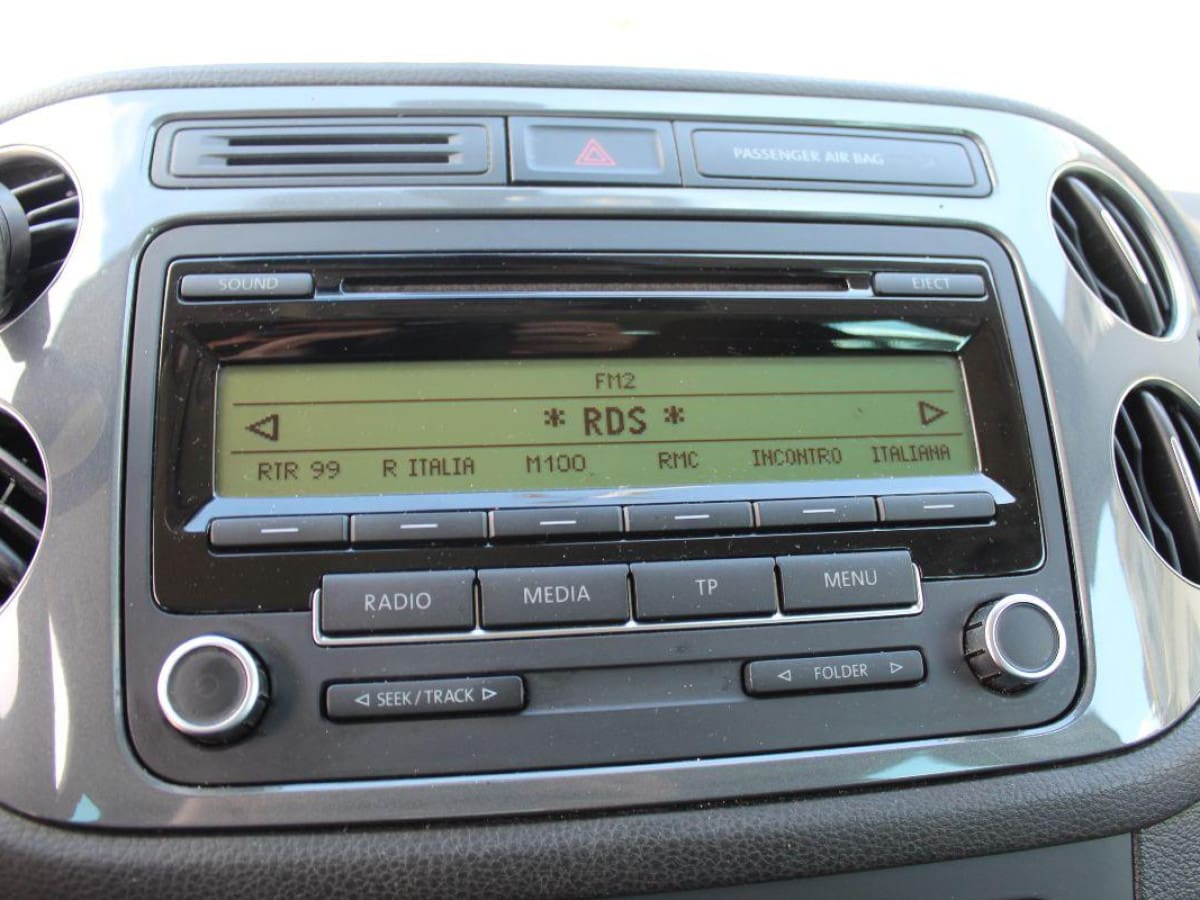 PASSENGER AIR BAG
SOUND
EJECT
FM2
* RDS *
RTR 99 R ITALIA M100 RMC INCONTRO ITALIANA
RADIO MEDIA TP MENU
SEEK/TRACK
FOLDER